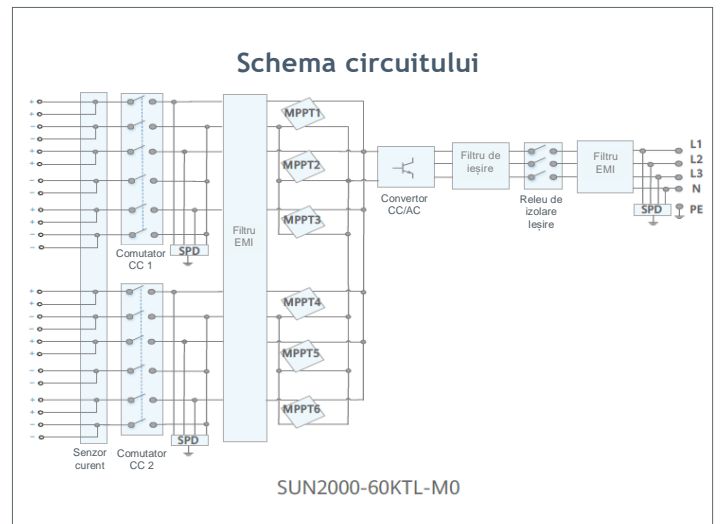 Schema circuitului
+
+
-
-
+
+
-
-
+
+
-
-
Comutator
CC 1
SPD
Filtru
EMI
MPPT1
MPPT2
MPPT3
Convertor
CC/AC
Filtru de
ieșire
Releu de
izolare
Ieșire
Filtru
EMI
SPD
L1
L2
L3
N
PE
+
+
-
-
+
+
-
-
+
+
-
-
MPPT4
MPPT5
MPPT6
SPD
Senzor
curent
Comutator
CC 2
SUN2000-60KTL-M0